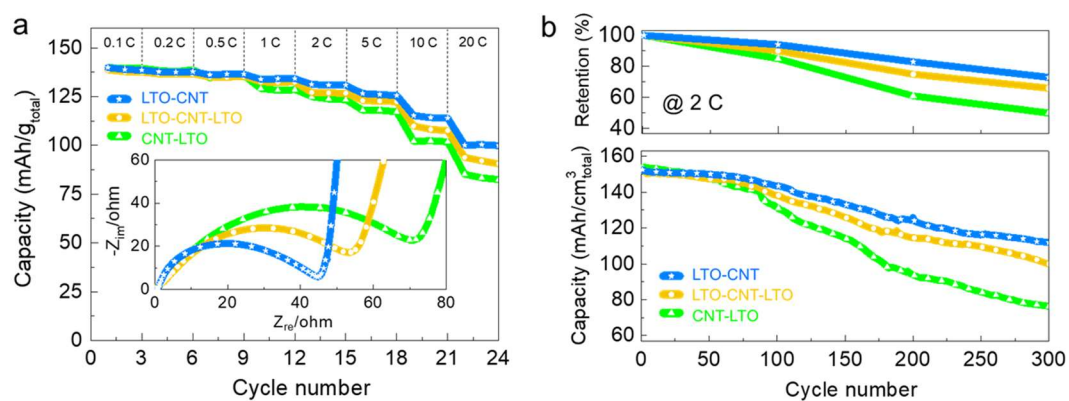 a
0.1 C 0.2 C 0.5 C 1 C 2 C 5 C 10 C 20 C
Capacity (mAh/g_total)
150
125
100
75
50
25
0
LTO-CNT
LTO-CNT-LTO
CNT-LTO
-Z_im/ohm
60
40
20
0
0 20 40 60 80
Z_re/ohm
0 3 6 9 12 15 18 21 24
Cycle number
b
Retention (%)
100
80
60
40
@ 2 C
Capacity (mAh/cm³_total)
160
140
120
100
80
60
LTO-CNT
LTO-CNT-LTO
CNT-LTO
0 50 100 150 200 250 300
Cycle number